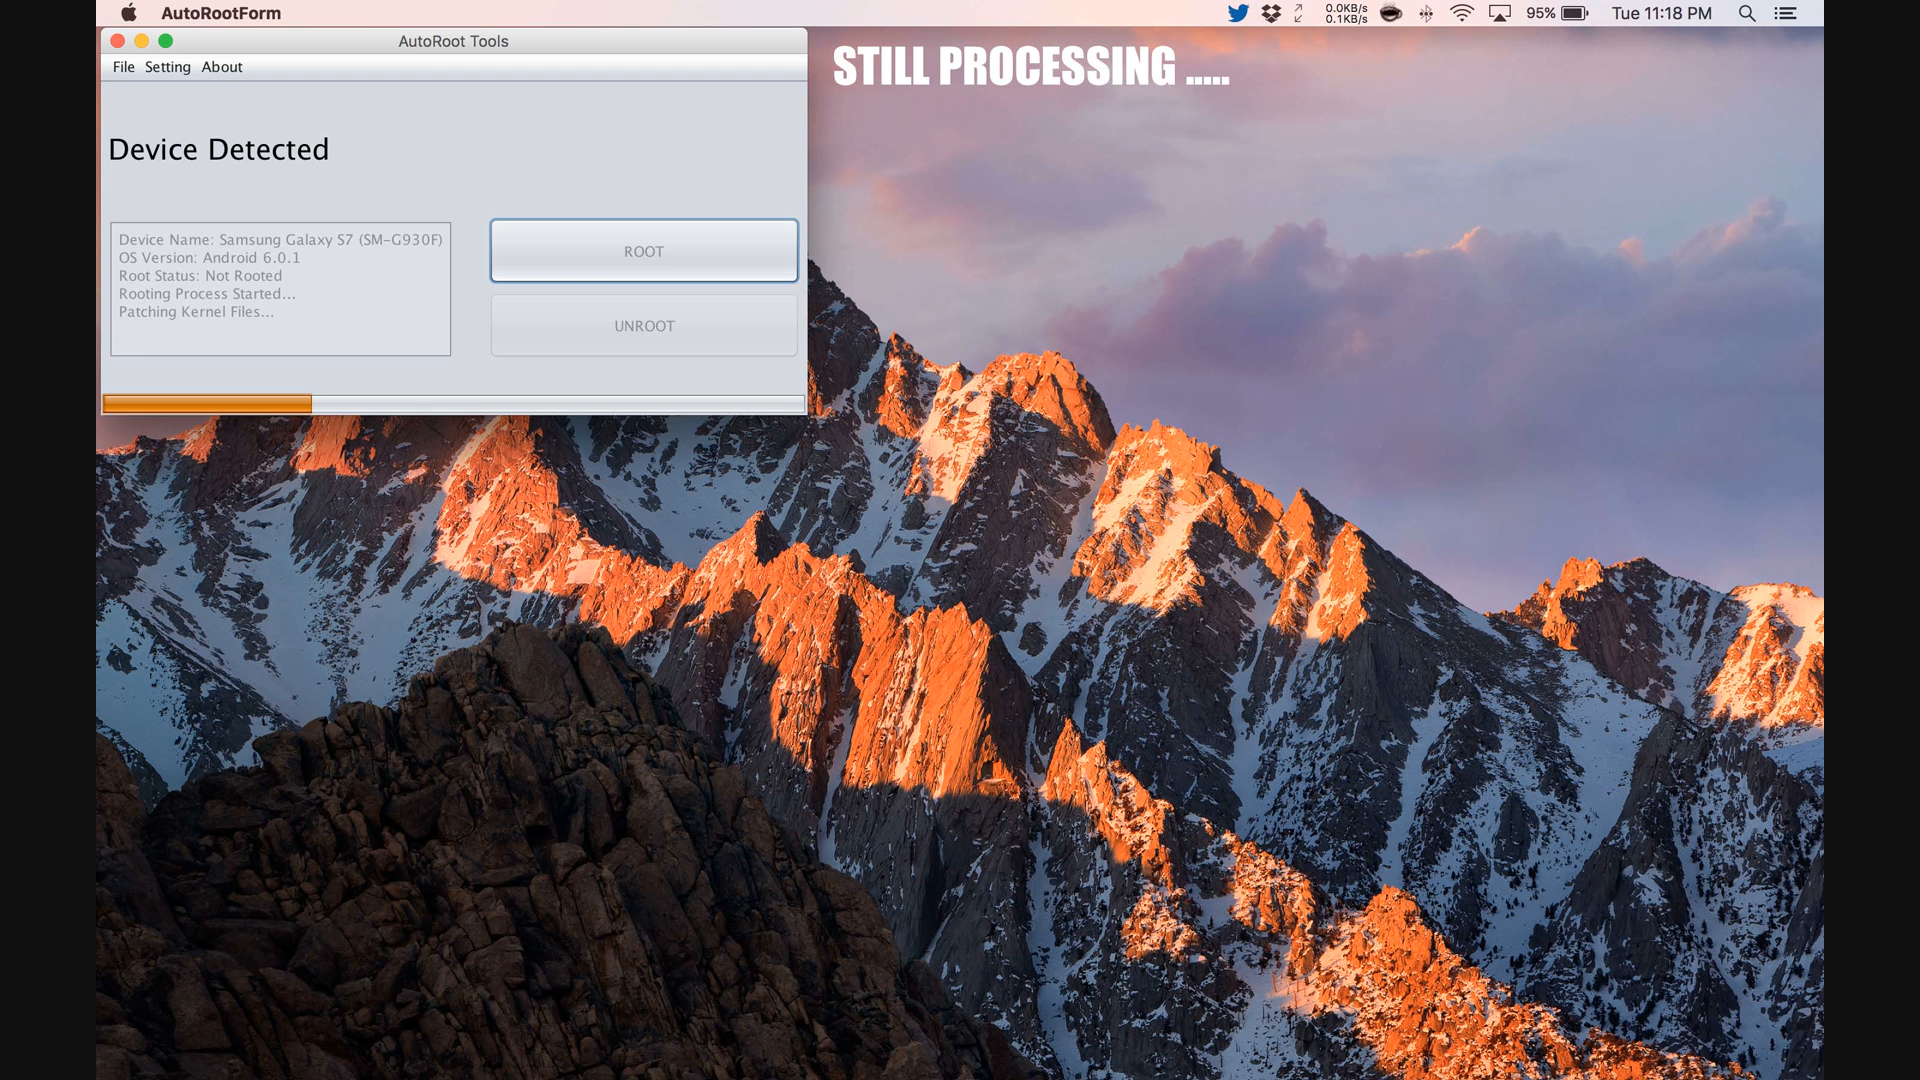 AutoRootForm
0.0KB/s
0.1KB/s
95%
Tue 11:18 PM
AutoRoot Tools
File Setting About
STILL PROCESSING .....
Device Detected
Device Name: Samsung Galaxy S7 (SM-G930F)
OS Version: Android 6.0.1
Root Status: Not Rooted
Rooting Process Started...
Patching Kernel Files...
ROOT
UNROOT